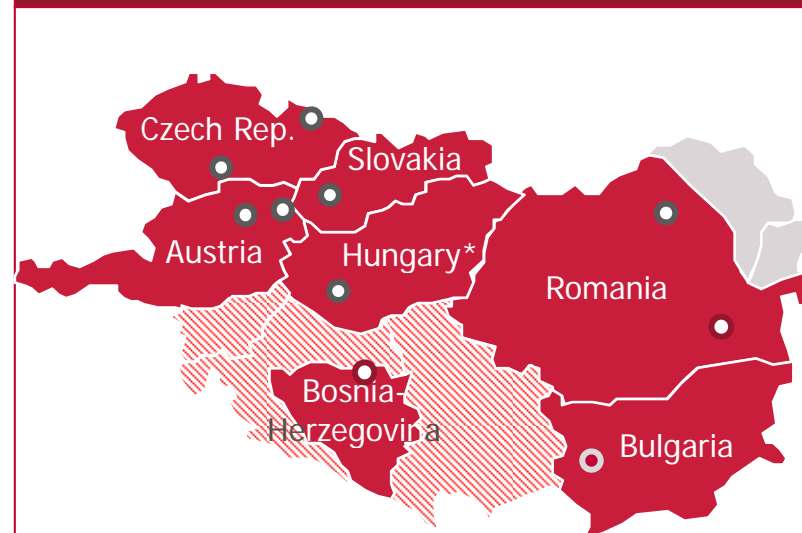 Czech Rep.
Slovakia
Austria
Hungary*
Romania
Bosnia-
Herzegovina
Bulgaria